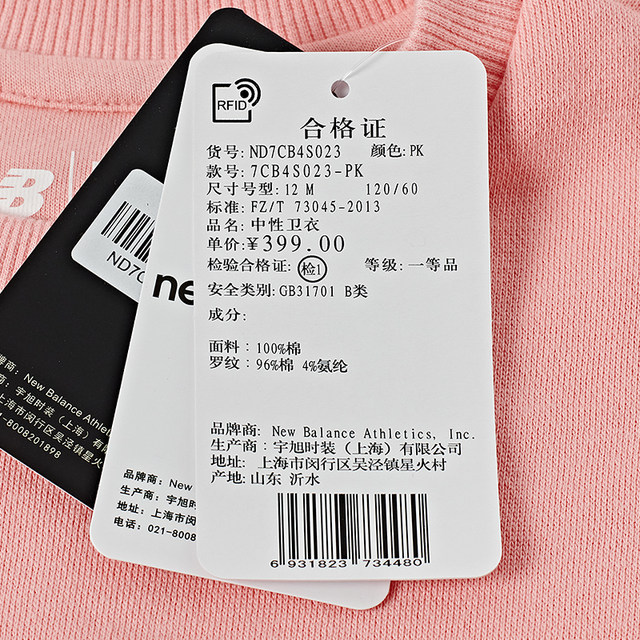 RFID
合格证
货号: ND7CB4S023 颜色: PK
款号: 7CB4S023-PK
尺寸号型: 12 M 120/60
标准: FZ/T 73045-2013
品名: 中性卫衣
单价: ¥399.00
检验合格证: 检1 等级: 一等品
安全类别: GB31701 B类
成分:
面料: 100%棉
罗纹: 96%棉 4%氨纶
品牌商: New Balance Athletics, Inc.
生产商: 宇旭时装(上海)有限公司
地址: 上海市闵行区吴泾镇星火村
产地: 山东 沂水
6 931823 734480
ne
品牌商: New Ba
生产商: 宇旭时
地址: 上海市闵
电话: 021-8008
ND7C
New Balance Athleti
宇旭时装(上海)有限
上海市闵行区吴泾镇星火
1-8008201898